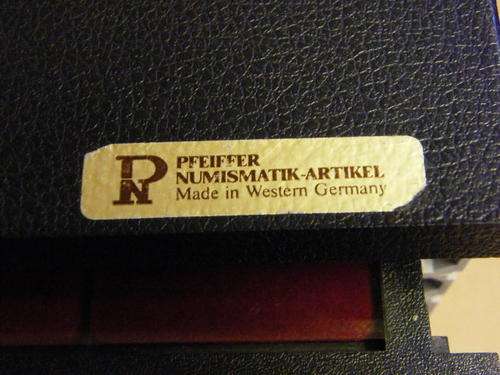 PN
PFEIFFER
NUMISMATIK-ARTIKEL
Made in Western Germany